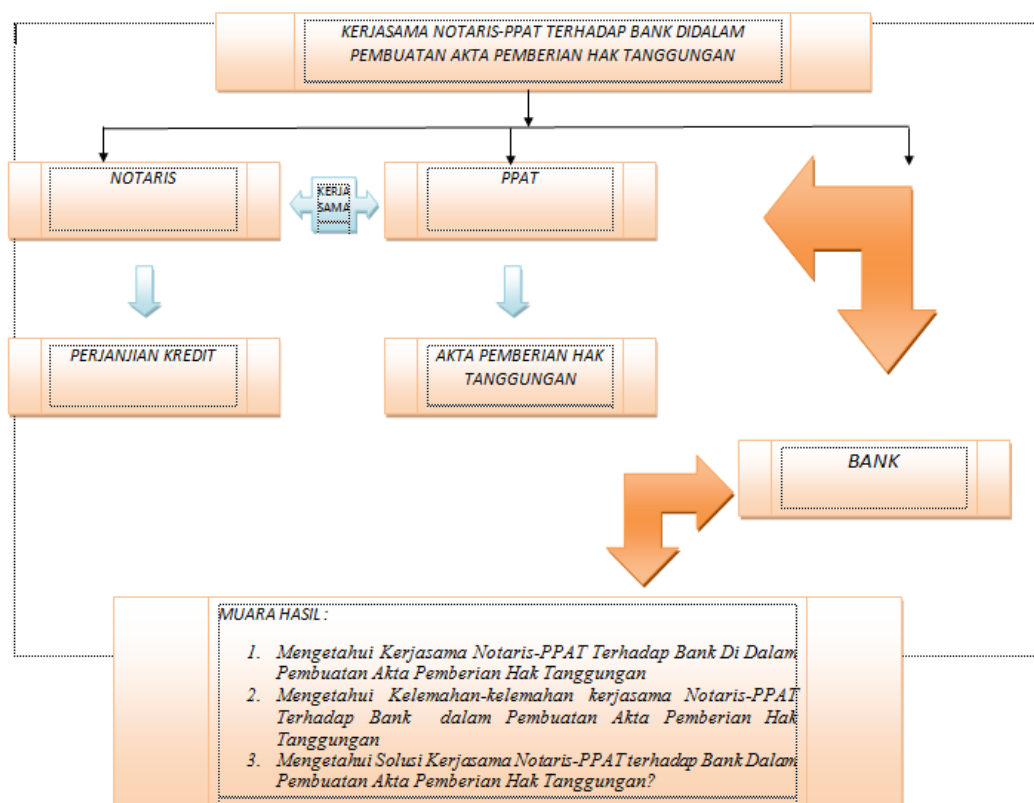 KERJASAMA NOTARIS-PPAT TERHADAP BANK DIDALAM
PEMBUATAN AKTA PEMBERIAN HAK TANGGUNGAN
NOTARIS
KERJA
SAMA
PPAT
PERJANJIAN KREDIT
AKTA PEMBERIAN HAK
TANGGUNGAN
BANK
MUARA HASIL :
1. Mengetahui Kerjasama Notaris-PPAT Terhadap Bank Di Dalam
Pembuatan Akta Pemberian Hak Tanggungan
2. Mengetahui Kelemahan-kelemahan kerjasama Notaris-PPAT
Terhadap Bank dalam Pembuatan Akta Pemberian Hak
Tanggungan
3. Mengetahui Solusi Kerjasama Notaris-PPAT terhadap Bank Dalam
Pembuatan Akta Pemberian Hak Tanggungan?